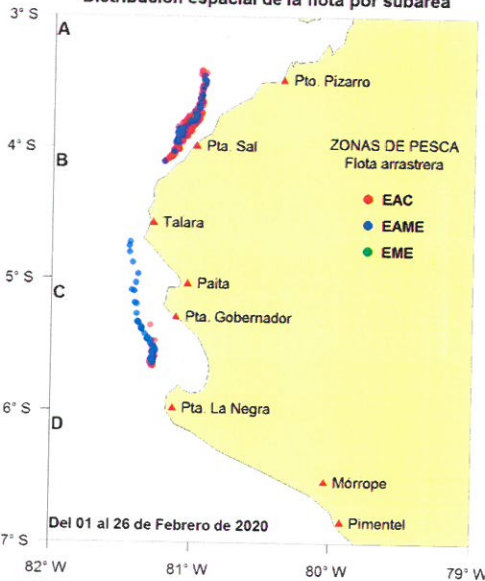 Distribución espacial de la flota por subárea
3° S
A
Pto. Pizarro
4° S
B
Pta. Sal
ZONAS DE PESCA
Flota arrastrera
EAC
EAME
EME
Talara
5° S
C
Paita
Pta. Gobernador
6° S
D
Pta. La Negra
Mórrope
Pimentel
Del 01 al 26 de Febrero de 2020
7° S
82° W
81° W
80° W
79° W